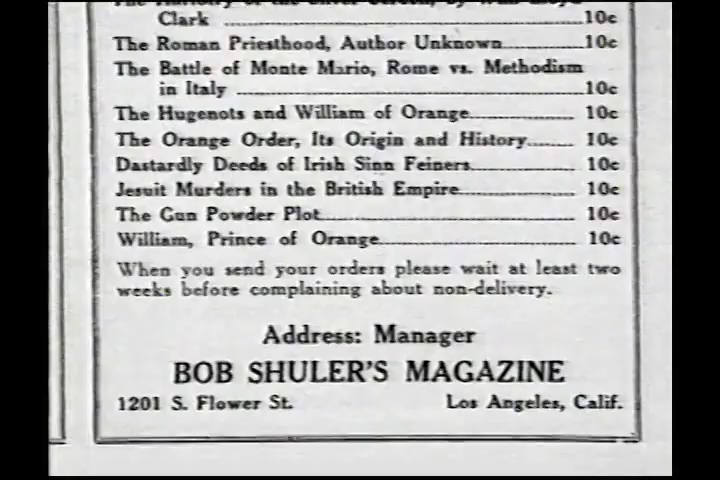 Clark 10c
The Roman Priesthood, Author Unknown 10c
The Battle of Monte Mario, Rome vs. Methodism
in Italy 10c
The Hugenots and William of Orange 10c
The Orange Order, Its Origin and History 10c
Dastardly Deeds of Irish Sinn Feiners 10c
Jesuit Murders in the British Empire 10c
The Gun Powder Plot 10c
William, Prince of Orange 10c
When you send your orders please wait at least two
weeks before complaining about non-delivery.
Address: Manager
BOB SHULER'S MAGAZINE
1201 S. Flower St. Los Angeles, Calif.